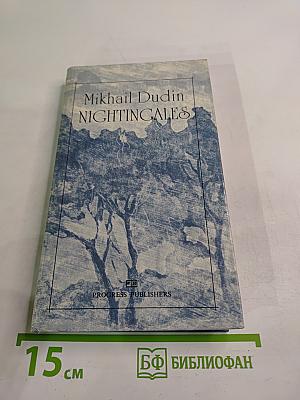 Mikhail Dudin
NIGHTINGALES
PROGRESS PUBLISHERS
15 см
БФ БИБЛИОФАН